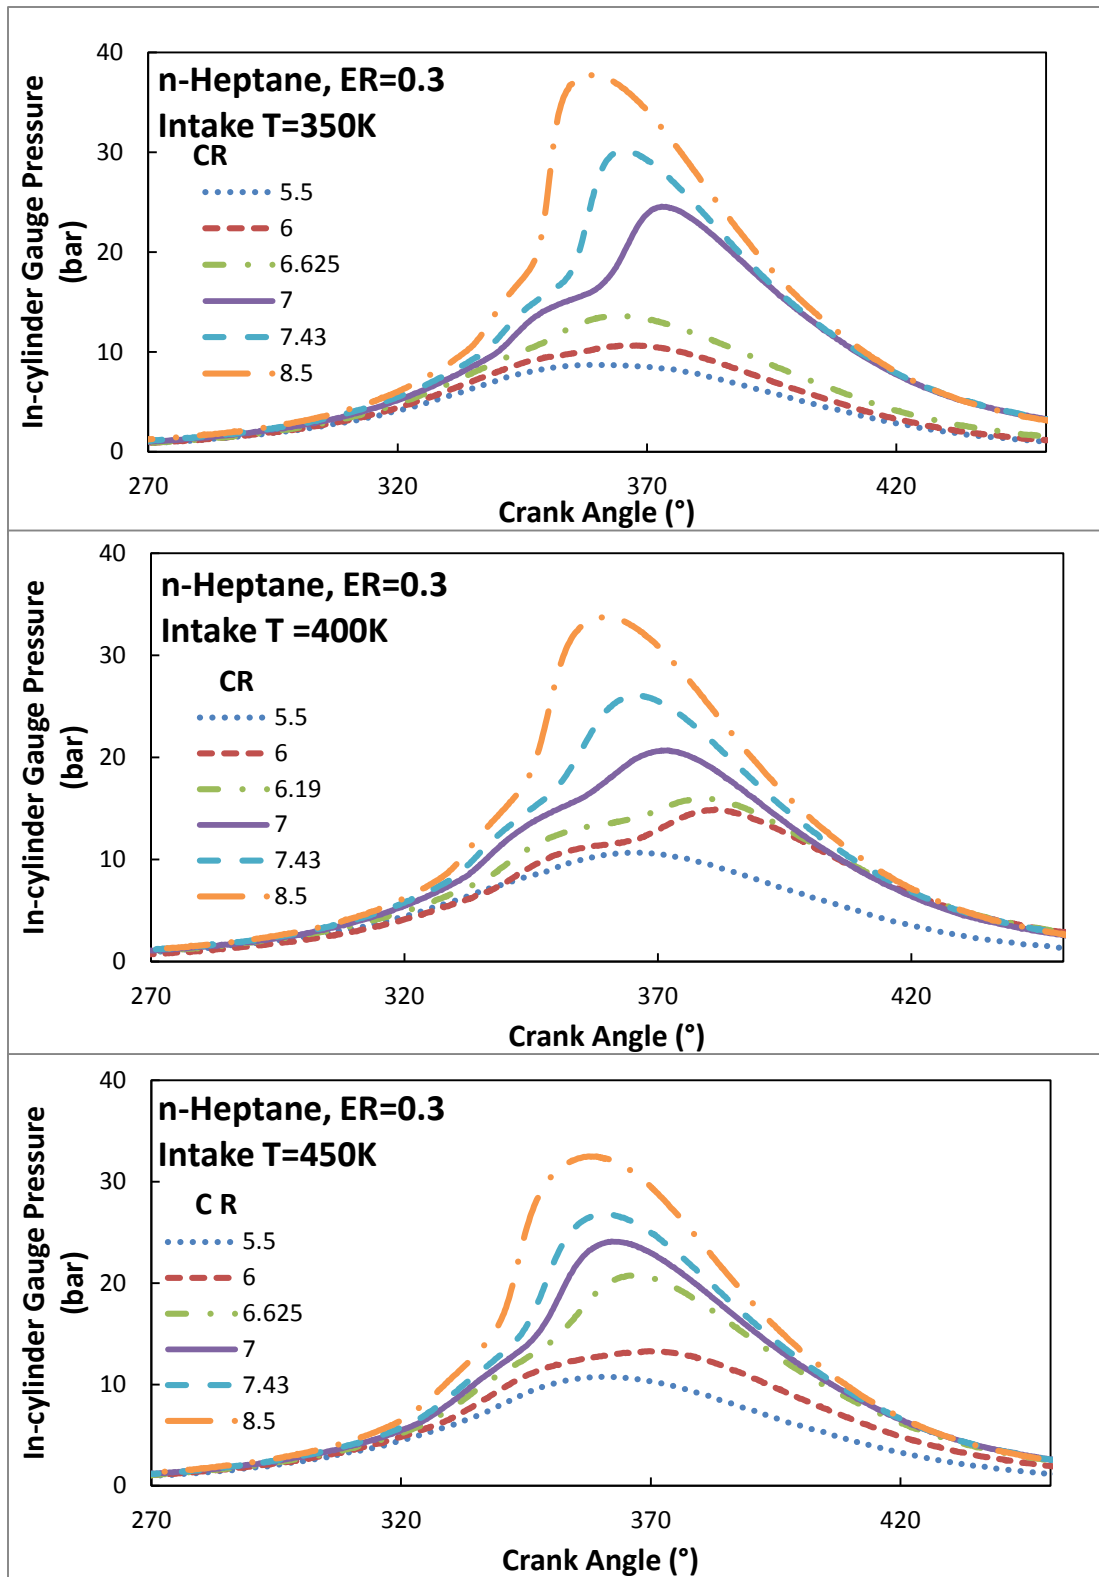 In-cylinder Gauge Pressure
(bar)
40
30
20
10
0
n-Heptane, ER=0.3
Intake T=350K
CR
5.5
6
6.625
7
7.43
8.5
270
320
370
420
Crank Angle (°)
In-cylinder Gauge Pressure
(bar)
40
30
20
10
0
n-Heptane, ER=0.3
Intake T =400K
CR
5.5
6
6.19
7
7.43
8.5
270
320
370
420
Crank Angle (°)
In-cylinder Gauge Pressure
(bar)
40
30
20
10
0
n-Heptane, ER=0.3
Intake T=450K
C R
5.5
6
6.625
7
7.43
8.5
270
320
370
420
Crank Angle (°)